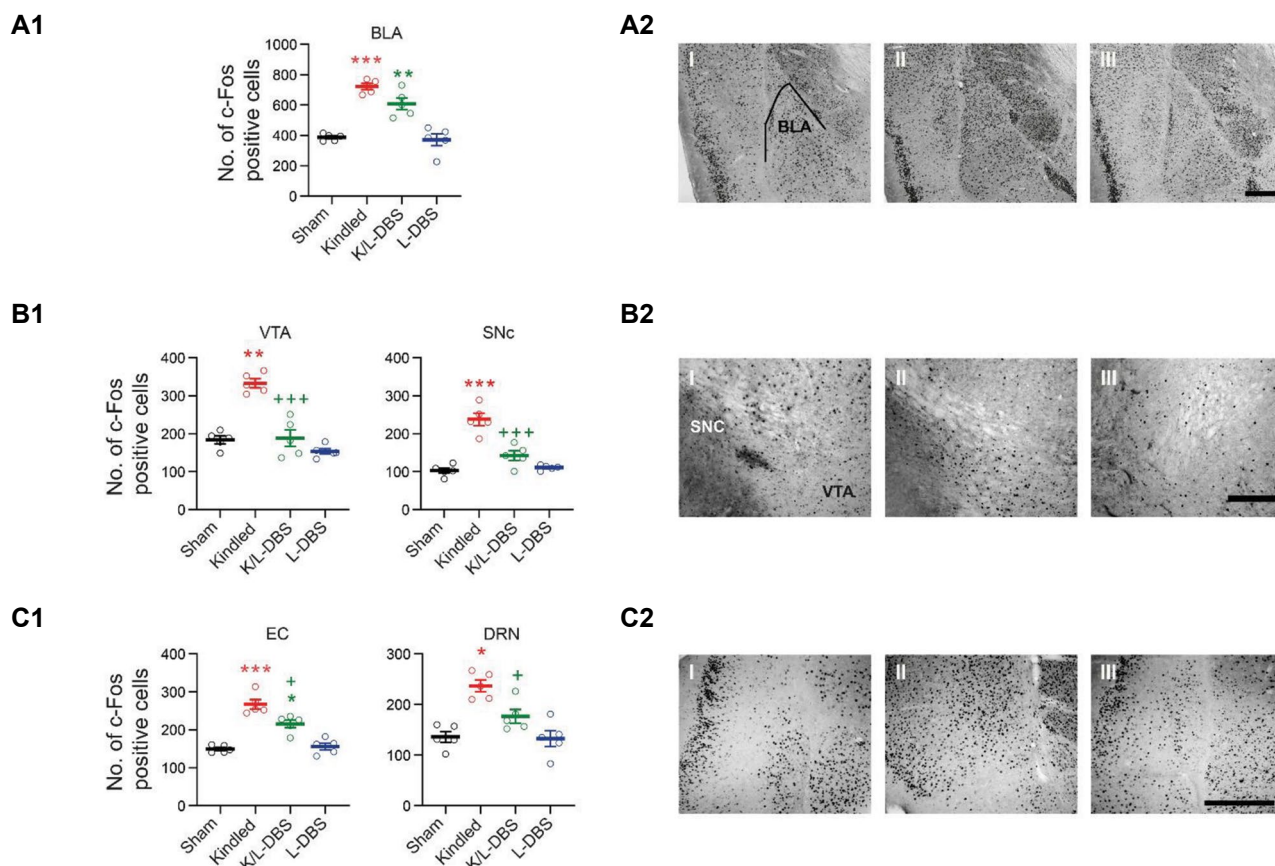 A1
BLA
No. of c-Fos
positive cells
1000
800
600
400
200
0
***
**
Sham
Kindled
K/L-DBS
L-DBS
A2
I
BLA
II
III
B1
VTA
No. of c-Fos
positive cells
400
300
200
100
0
**
+++
Sham
Kindled
K/L-DBS
L-DBS
SNc
400
300
200
100
0
***
+++
Sham
Kindled
K/L-DBS
L-DBS
B2
I
SNC
VTA
II
III
C1
EC
No. of c-Fos
positive cells
400
300
200
100
0
***
+
*
Sham
Kindled
K/L-DBS
L-DBS
DRN
300
200
100
0
*
+
Sham
Kindled
K/L-DBS
L-DBS
C2
I
II
III